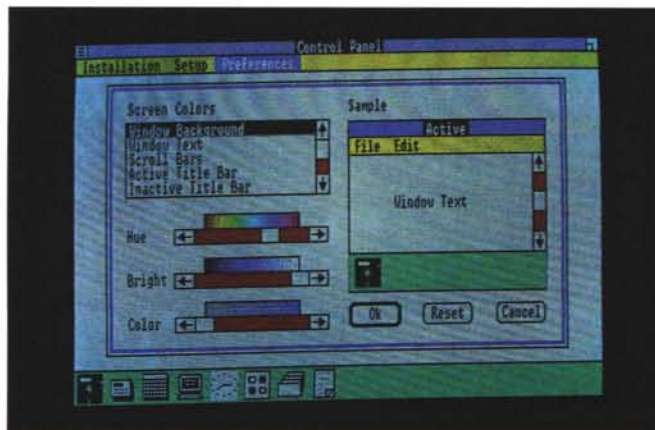 Control Panel
Installation Setup Preferences
Screen Colors
Window Background
Window Text
Scroll Bars
Active Title Bar
Inactive Title Bar
Hue
Bright
Color
Sample
Active
File Edit
Window Text
Ok Reset Cancel